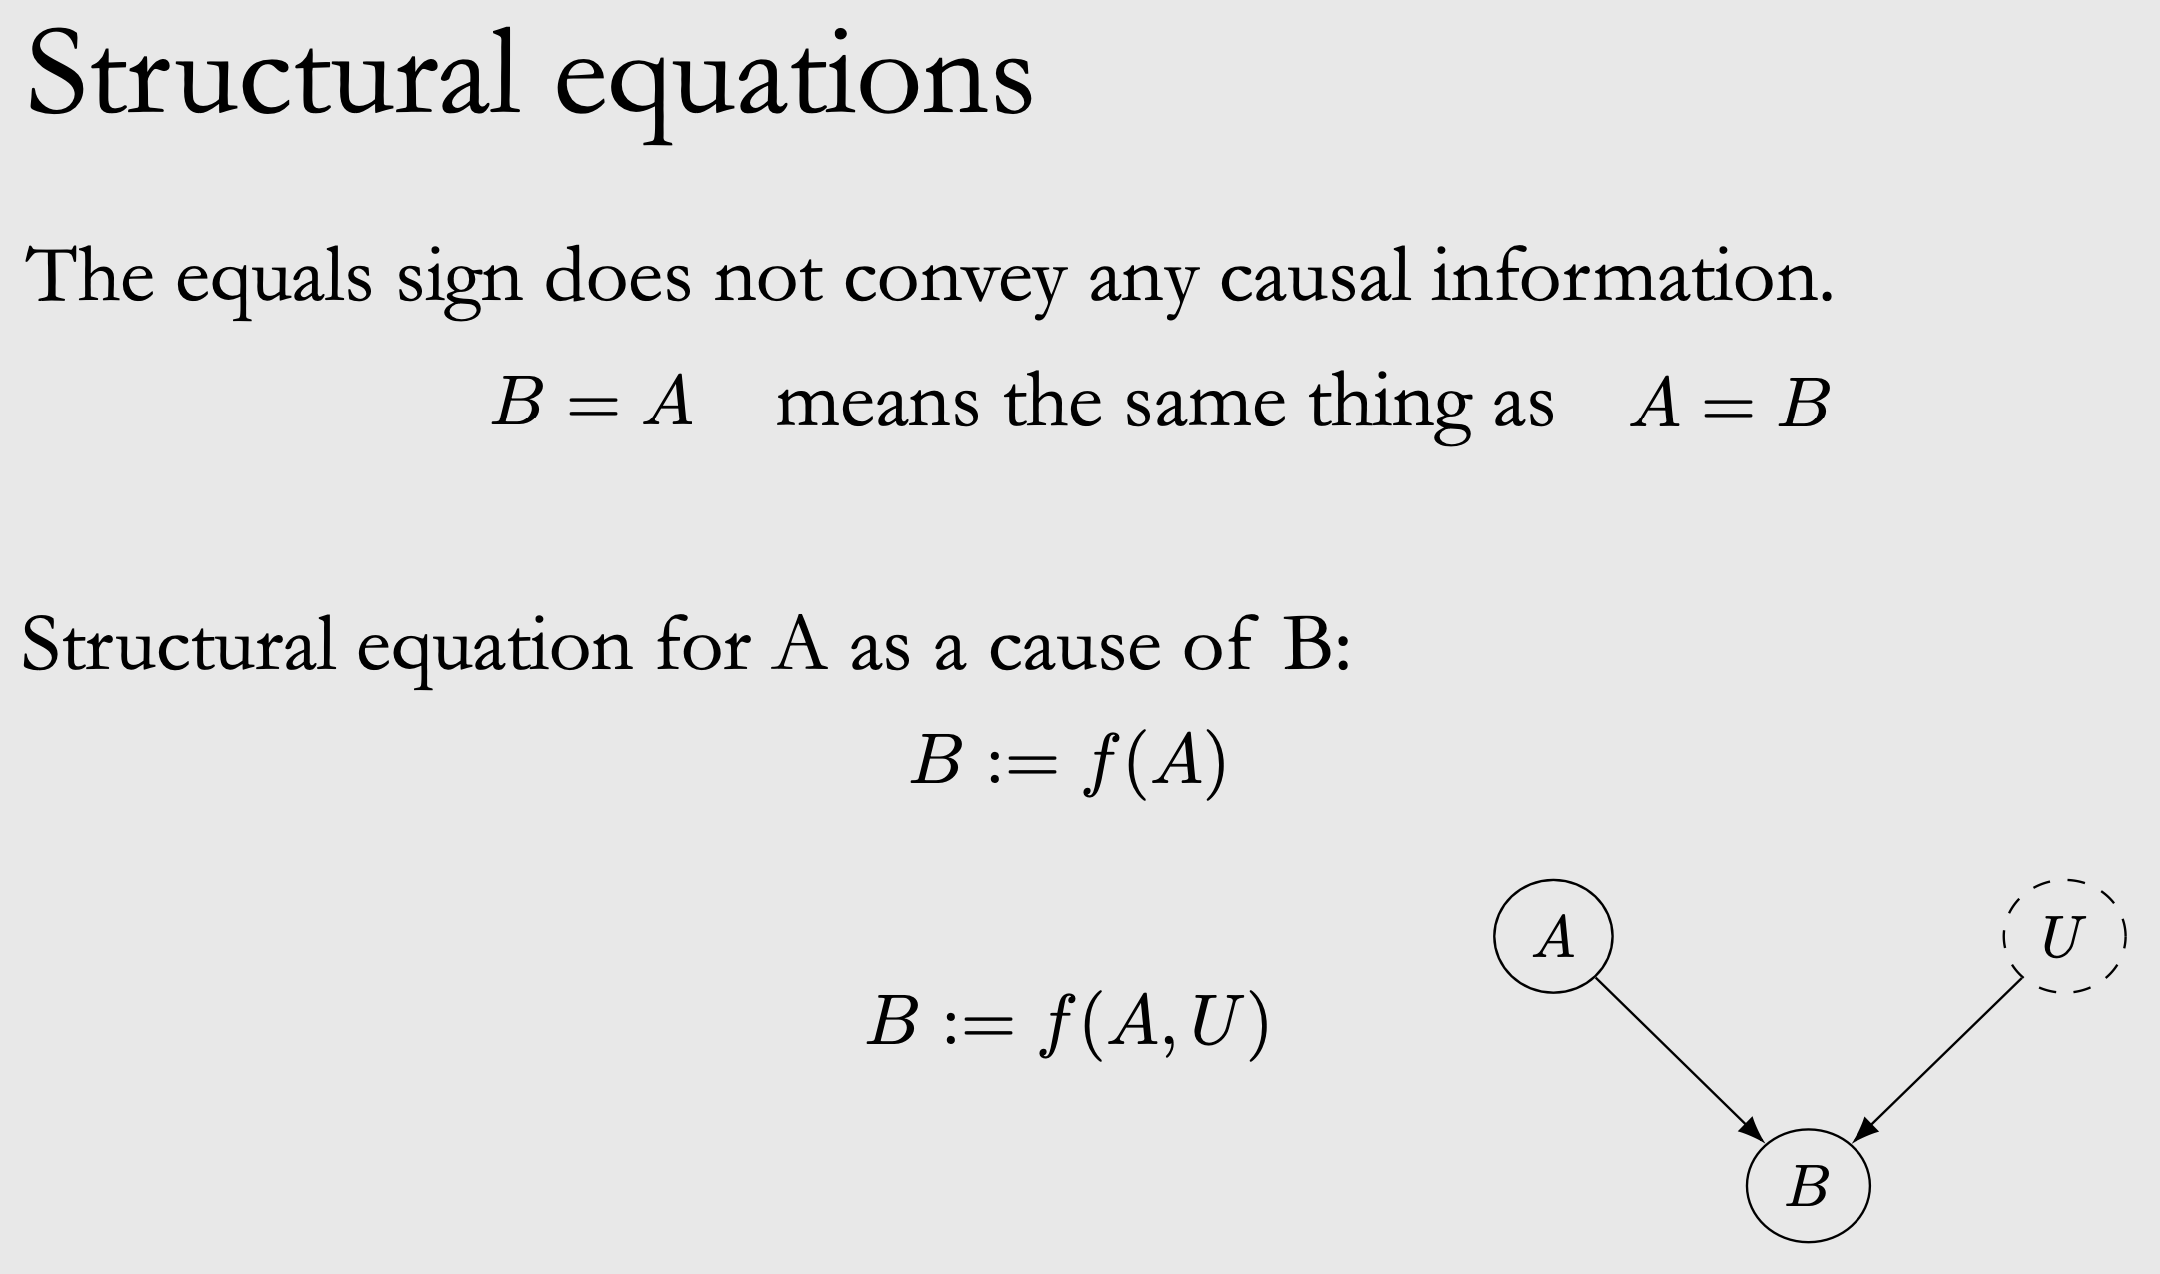 Structural equations
The equals sign does not convey any causal information.
B = A means the same thing as A = B
Structural equation for A as a cause of B:
B := f(A)
A U
B := f(A, U)
B